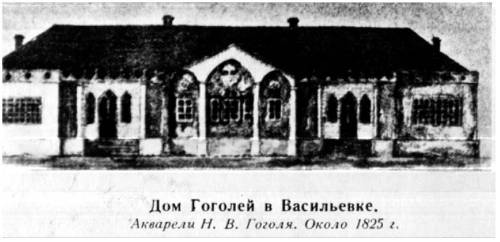 Дом Гоголей в Васильевке.
Акварели Н. В. Гоголя. Около 1825 г.